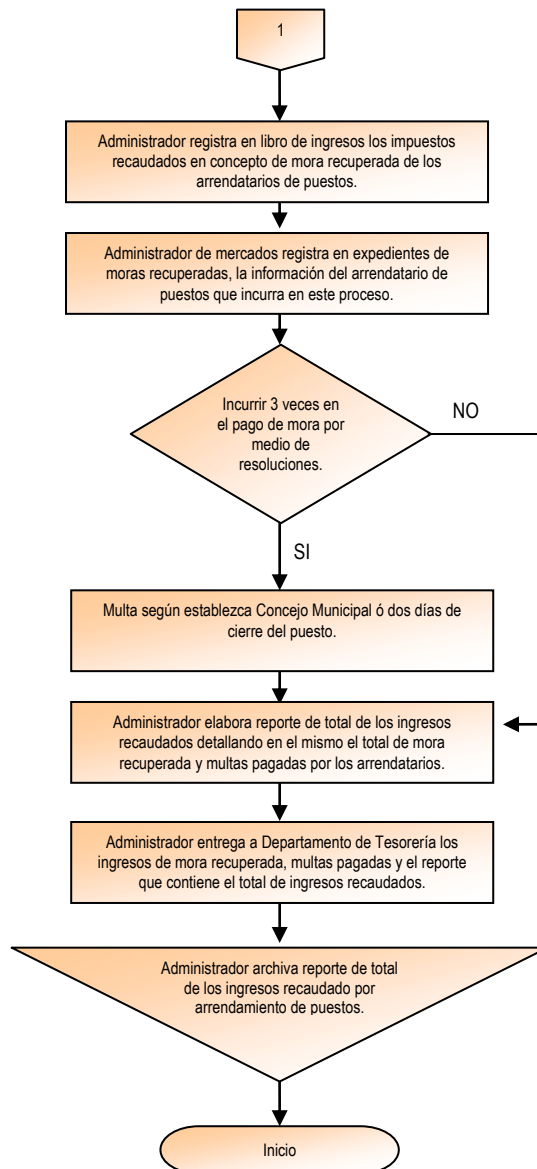 1
Administrador registra en libro de ingresos los impuestos
recaudados en concepto de mora recuperada de los
arrendatarios de puestos.
Administrador de mercados registra en expedientes de
moras recuperadas, la información del arrendatario de
puestos que incurra en este proceso.
Incurrir 3 veces en
el pago de mora por
medio de
resoluciones.
NO
SI
Multa según establezca Concejo Municipal ó dos días de
cierre del puesto.
Administrador elabora reporte de total de los ingresos
recaudados detallando en el mismo el total de mora
recuperada y multas pagadas por los arrendatarios.
Administrador entrega a Departamento de Tesorería los
ingresos de mora recuperada, multas pagadas y el reporte
que contiene el total de ingresos recaudados.
Administrador archiva reporte de total
de los ingresos recaudado por
arrendamiento de puestos.
Inicio